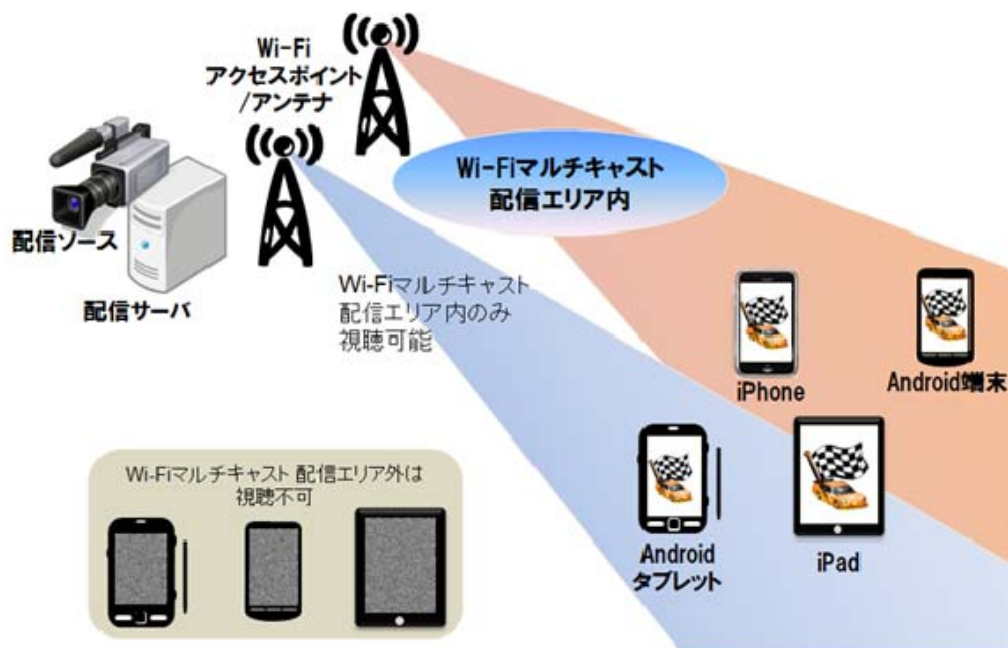 Wi-Fi
アクセスポイント
/アンテナ
Wi-Fiマルチキャスト
配信エリア内
配信ソース
配信サーバ
Wi-Fiマルチキャスト
配信エリア内のみ
視聴可能
iPhone
Android端末
Wi-Fiマルチキャスト 配信エリア外は
視聴不可
Android
タブレット
iPad